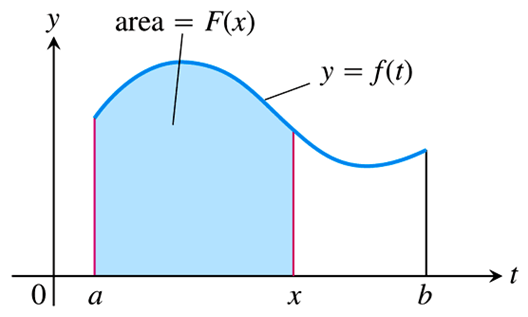 y
area = F(x)
y = f(t)
t
0
a
x
b